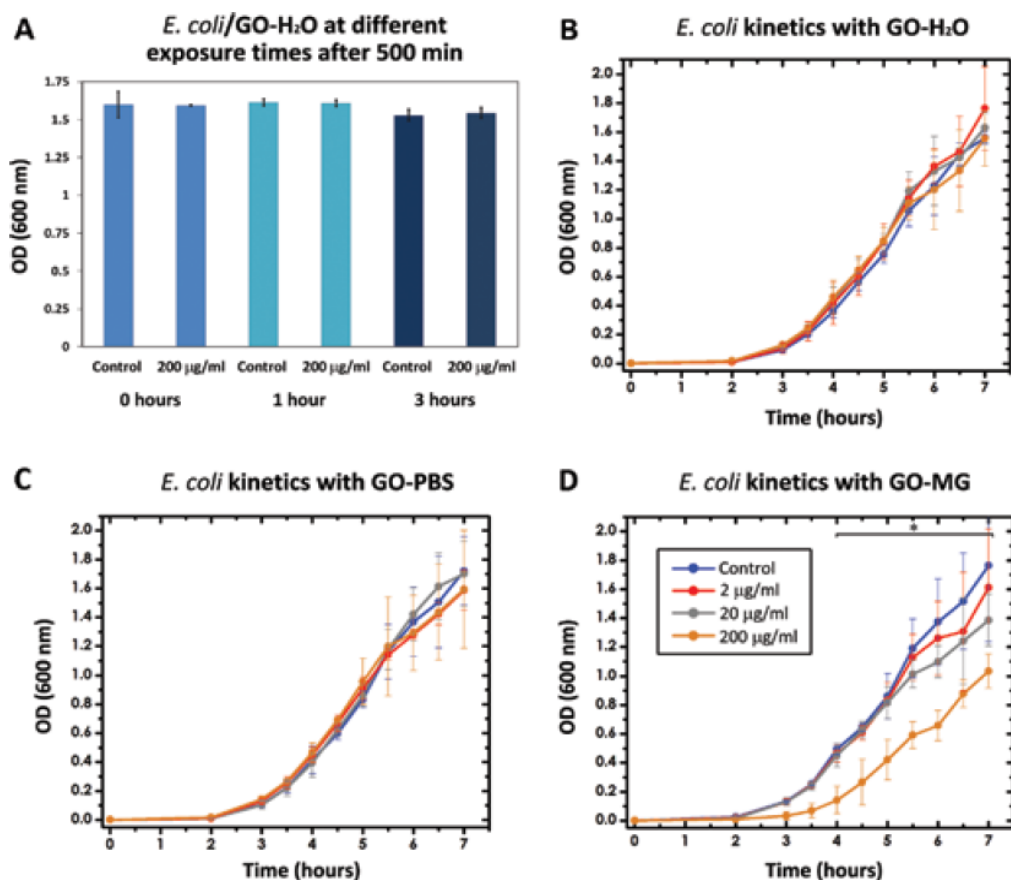 A
E. coli/GO-H₂O at different
exposure times after 500 min
OD (600 nm)
1.75
1.5
1.25
1
0.75
0.5
0.25
0
Control 200 µg/ml Control 200 µg/ml Control 200 µg/ml
0 hours 1 hour 3 hours
B
E. coli kinetics with GO-H₂O
OD (600 nm)
2.0
1.8
1.6
1.4
1.2
1.0
0.8
0.6
0.4
0.2
0.0
0 1 2 3 4 5 6 7
Time (hours)
C
E. coli kinetics with GO-PBS
OD (600 nm)
2.0
1.8
1.6
1.4
1.2
1.0
0.8
0.6
0.4
0.2
0.0
0 1 2 3 4 5 6 7
Time (hours)
D
E. coli kinetics with GO-MG
OD (600 nm)
2.0
1.8
1.6
1.4
1.2
1.0
0.8
0.6
0.4
0.2
0.0
*
Control
2 µg/ml
20 µg/ml
200 µg/ml
0 1 2 3 4 5 6 7
Time (hours)